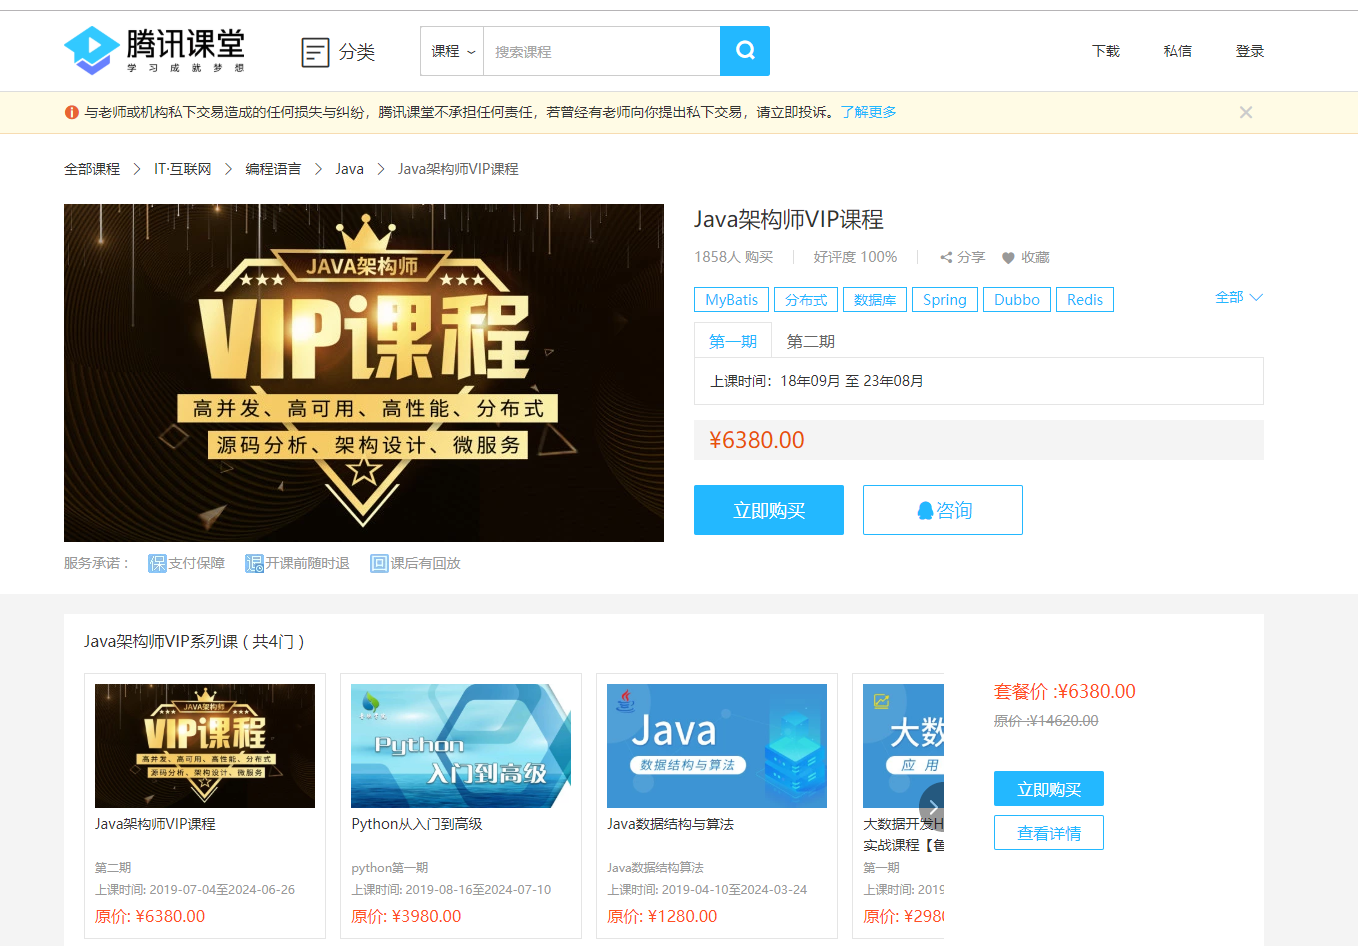 腾讯课堂
学习成就梦想
分类
课程
搜索课程
下载
私信
登录
与老师或机构私下交易造成的任何损失与纠纷，腾讯课堂不承担任何责任，若曾经有老师向你提出私下交易，请立即投诉。了解更多
全部课程 > IT·互联网 > 编程语言 > Java > Java架构师VIP课程
JAVA架构师
VIP课程
高并发、高可用、高性能、分布式
源码分析、架构设计、微服务
Java架构师VIP课程
1858人 购买
好评度 100%
分享
收藏
MyBatis 分布式 数据库 Spring Dubbo Redis
全部
第一期 第二期
上课时间：18年09月 至 23年08月
¥6380.00
立即购买
咨询
服务承诺：
保 支付保障
退 开课前随时退
回 课后有回放
Java架构师VIP系列课 ( 共4门 )
JAVA架构师
VIP课程
高并发、高可用、高性能、分布式
源码分析、架构设计、微服务
Java架构师VIP课程
第二期
上课时间: 2019-07-04至2024-06-26
原价: ¥6380.00
Python
入门到高级
Python从入门到高级
python第一期
上课时间: 2019-08-16至2024-07-10
原价: ¥3980.00
Java
数据结构与算法
Java数据结构与算法
Java数据结构算法
上课时间: 2019-04-10至2024-03-24
原价: ¥1280.00
大数
应用
大数据开发H
实战课程【鲁
第一期
上课时间: 2019
原价: ¥2980
套餐价 :¥6380.00
原价 :¥14620.00
立即购买
查看详情